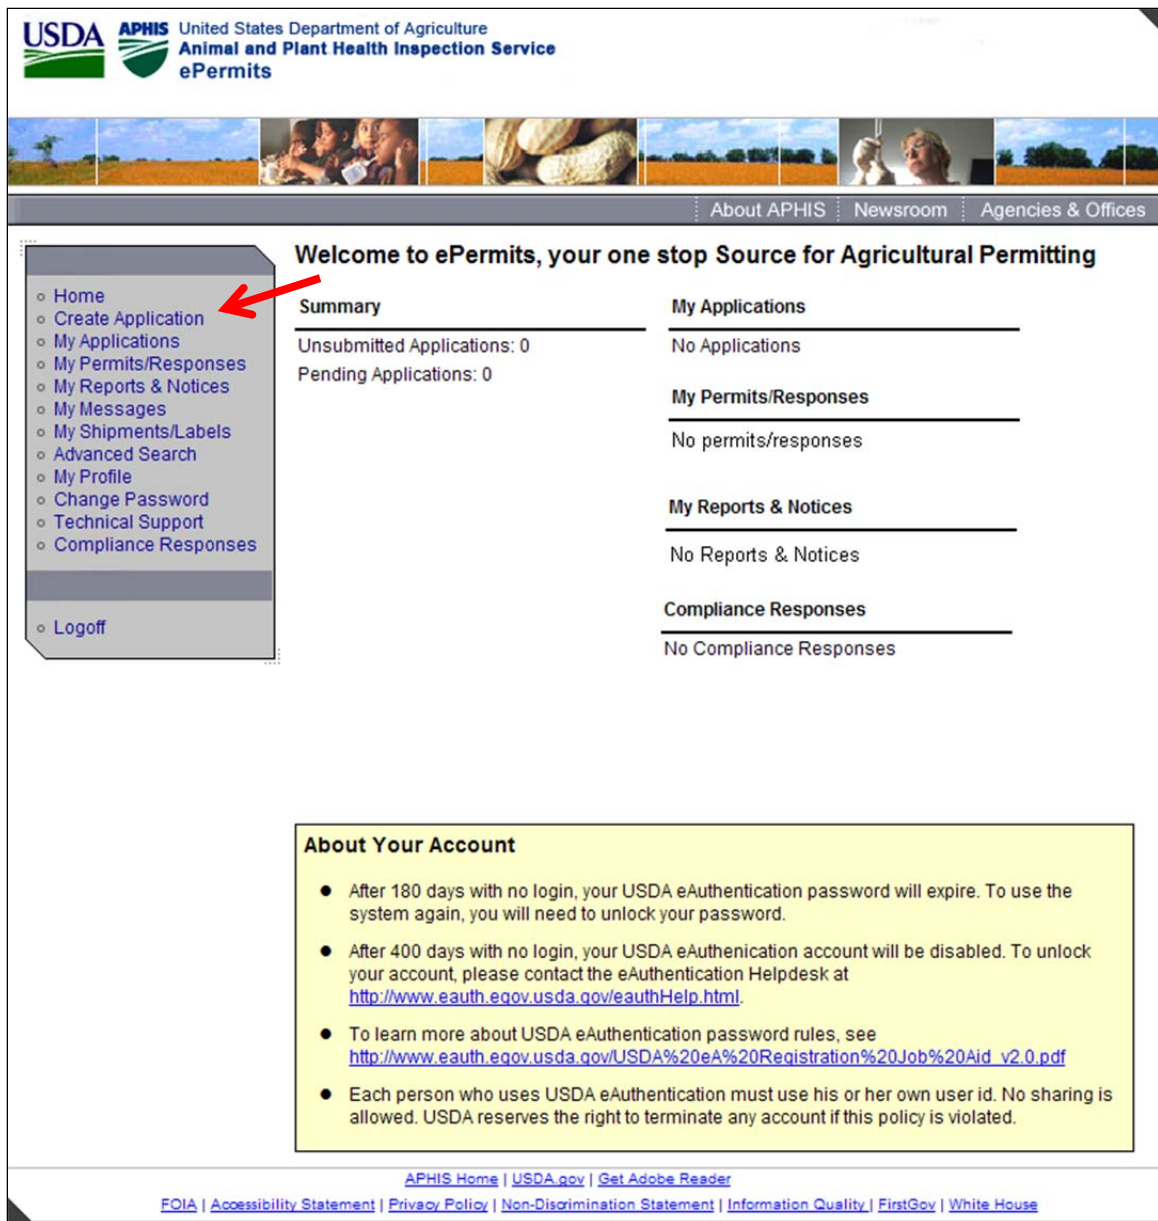 USDA
APHIS
United States Department of Agriculture
Animal and Plant Health Inspection Service
ePermits
About APHIS
Newsroom
Agencies & Offices
Home
Create Application
My Applications
My Permits/Responses
My Reports & Notices
My Messages
My Shipments/Labels
Advanced Search
My Profile
Change Password
Technical Support
Compliance Responses
Logoff
Welcome to ePermits, your one stop Source for Agricultural Permitting
Summary
Unsubmitted Applications: 0
Pending Applications: 0
My Applications
No Applications
My Permits/Responses
No permits/responses
My Reports & Notices
No Reports & Notices
Compliance Responses
No Compliance Responses
About Your Account
After 180 days with no login, your USDA eAuthentication password will expire. To use the
system again, you will need to unlock your password.
After 400 days with no login, your USDA eAuthenication account will be disabled. To unlock
your account, please contact the eAuthentication Helpdesk at
http://www.eauth.egov.usda.gov/eauthHelp.html.
To learn more about USDA eAuthentication password rules, see
http://www.eauth.egov.usda.gov/USDA%20eA%20Registration%20Job%20Aid_v2.0.pdf
Each person who uses USDA eAuthentication must use his or her own user id. No sharing is
allowed. USDA reserves the right to terminate any account if this policy is violated.
APHIS Home | USDA.gov | Get Adobe Reader
FOIA | Accessibility Statement | Privacy Policy | Non-Discrimination Statement | Information Quality | FirstGov | White House